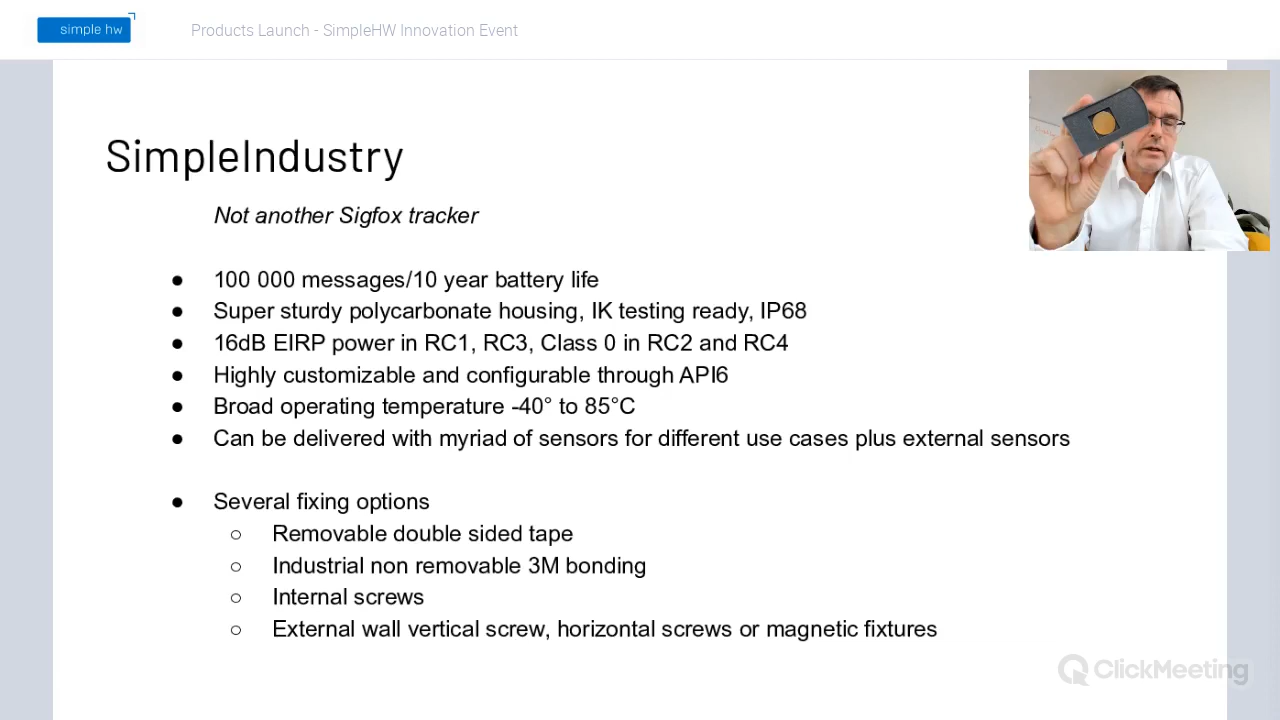 simple hw
Products Launch - SimpleHW Innovation Event
SimpleIndustry
Not another Sigfox tracker
● 100 000 messages/10 year battery life
● Super sturdy polycarbonate housing, IK testing ready, IP68
● 16dB EIRP power in RC1, RC3, Class 0 in RC2 and RC4
● Highly customizable and configurable through API6
● Broad operating temperature -40° to 85°C
● Can be delivered with myriad of sensors for different use cases plus external sensors
● Several fixing options
○ Removable double sided tape
○ Industrial non removable 3M bonding
○ Internal screws
○ External wall vertical screw, horizontal screws or magnetic fixtures
ClickMeeting